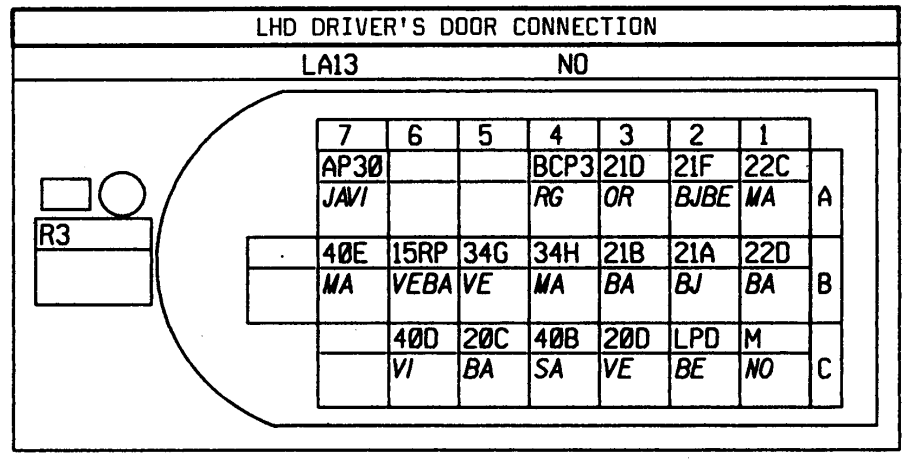 LHD DRIVER'S DOOR CONNECTION
LA13 NO
7 6 5 4 3 2 1
AP30 BCP3 21D 21F 22C
JAVI RG OR BJBE MA A
R3
40E 15RP 34G 34H 21B 21A 22D
MA VEBA VE MA BA BJ BA B
40D 20C 40B 20D LPD M
VI BA SA VE BE NO C